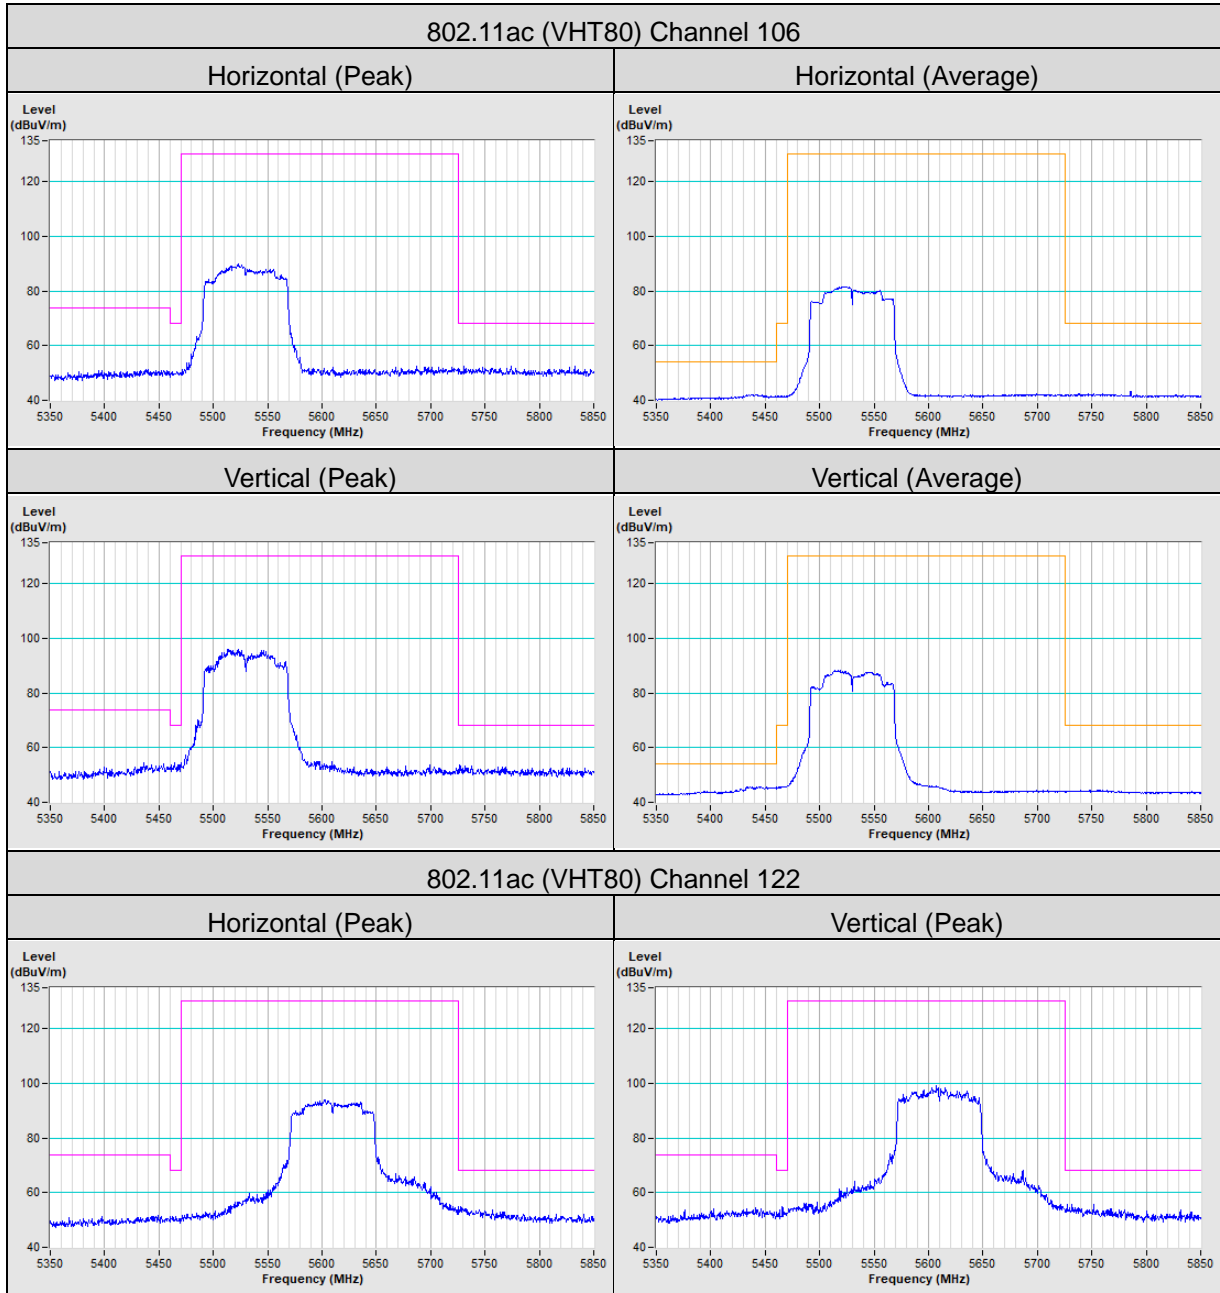 802.11ac (VHT80) Channel 106
Horizontal (Peak)
Horizontal (Average)
Level
(dBuV/m)
135
120
100
80
60
40
5350 5400 5450 5500 5550 5600 5650 5700 5750 5800 5850
Frequency (MHz)
Level
(dBuV/m)
135
120
100
80
60
40
5350 5400 5450 5500 5550 5600 5650 5700 5750 5800 5850
Frequency (MHz)
Vertical (Peak)
Vertical (Average)
Level
(dBuV/m)
135
120
100
80
60
40
5350 5400 5450 5500 5550 5600 5650 5700 5750 5800 5850
Frequency (MHz)
Level
(dBuV/m)
135
120
100
80
60
40
5350 5400 5450 5500 5550 5600 5650 5700 5750 5800 5850
Frequency (MHz)
802.11ac (VHT80) Channel 122
Horizontal (Peak)
Vertical (Peak)
Level
(dBuV/m)
135
120
100
80
60
40
5350 5400 5450 5500 5550 5600 5650 5700 5750 5800 5850
Frequency (MHz)
Level
(dBuV/m)
135
120
100
80
60
40
5350 5400 5450 5500 5550 5600 5650 5700 5750 5800 5850
Frequency (MHz)